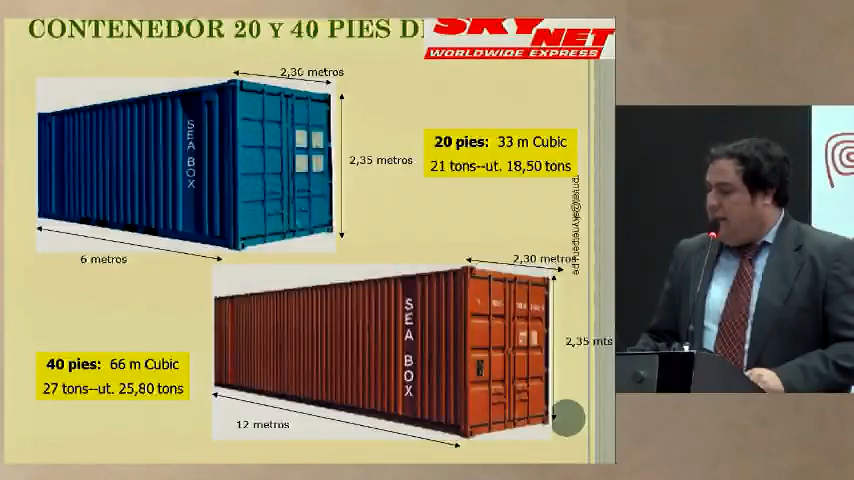 CONTENEDOR 20 Y 40 PIES D
SKY NET
WORLDWIDE EXPRESS
2,30 metros
SEA BOX
2,35 metros
20 pies: 33 m Cubic
21 tons--ut. 18,50 tons
6 metros
2,30 metros
SEA BOX
2,35 mts
40 pies: 66 m Cubic
27 tons--ut. 25,80 tons
12 metros